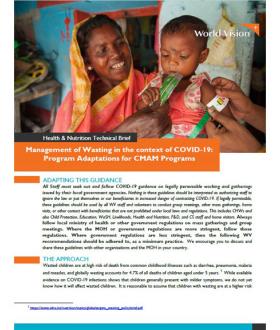 World Vision
Health & Nutrition Technical Brief
Management of Wasting in the context of COVID-19:
Program Adaptations for CMAM Programs
ADAPTING THIS GUIDANCE
All Staff must seek out and follow COVID-19 guidance on legally permissible working and gatherings
issued by their local government agencies. Nothing in these guidelines should be interpreted as authorising staff to
ignore the law or put themselves or our beneficiaries in increased danger of contracting COVID-19. If legally permissible,
these guidelines should be used by all WV staff and volunteers to conduct group meetings, other mass gatherings, home
visits, or other contact with beneficiaries that are not prohibited under local laws and regulations. This includes CHWs and
also Child Protection, Education, WASH, Livelihoods, Health and Nutrition, F&D, and CS staff and home visitors. Always
follow local ministry of health or other government regulations on mass gatherings and group
meetings. Where the MOH or government regulations are more strict, follow those
regulations. Where government regulations are less stringent, then the following WV
recommendations should be adhered to, as a minimum practice. We encourage you to discuss and
share these guidelines with other organisations and the MOH in your country.
THE APPROACH
Wasted children are at high risk of death from common childhood illnesses such as diarrhea, pneumonia, malaria
and measles, and globally wasting accounts for 4.7% of all deaths of children aged under 5 years. While available
evidence on COVID-19 infections shows that children generally present with milder symptoms, we do not yet
know how it will affect wasted children. It is reasonable to assume that children with wasting are at a higher risk